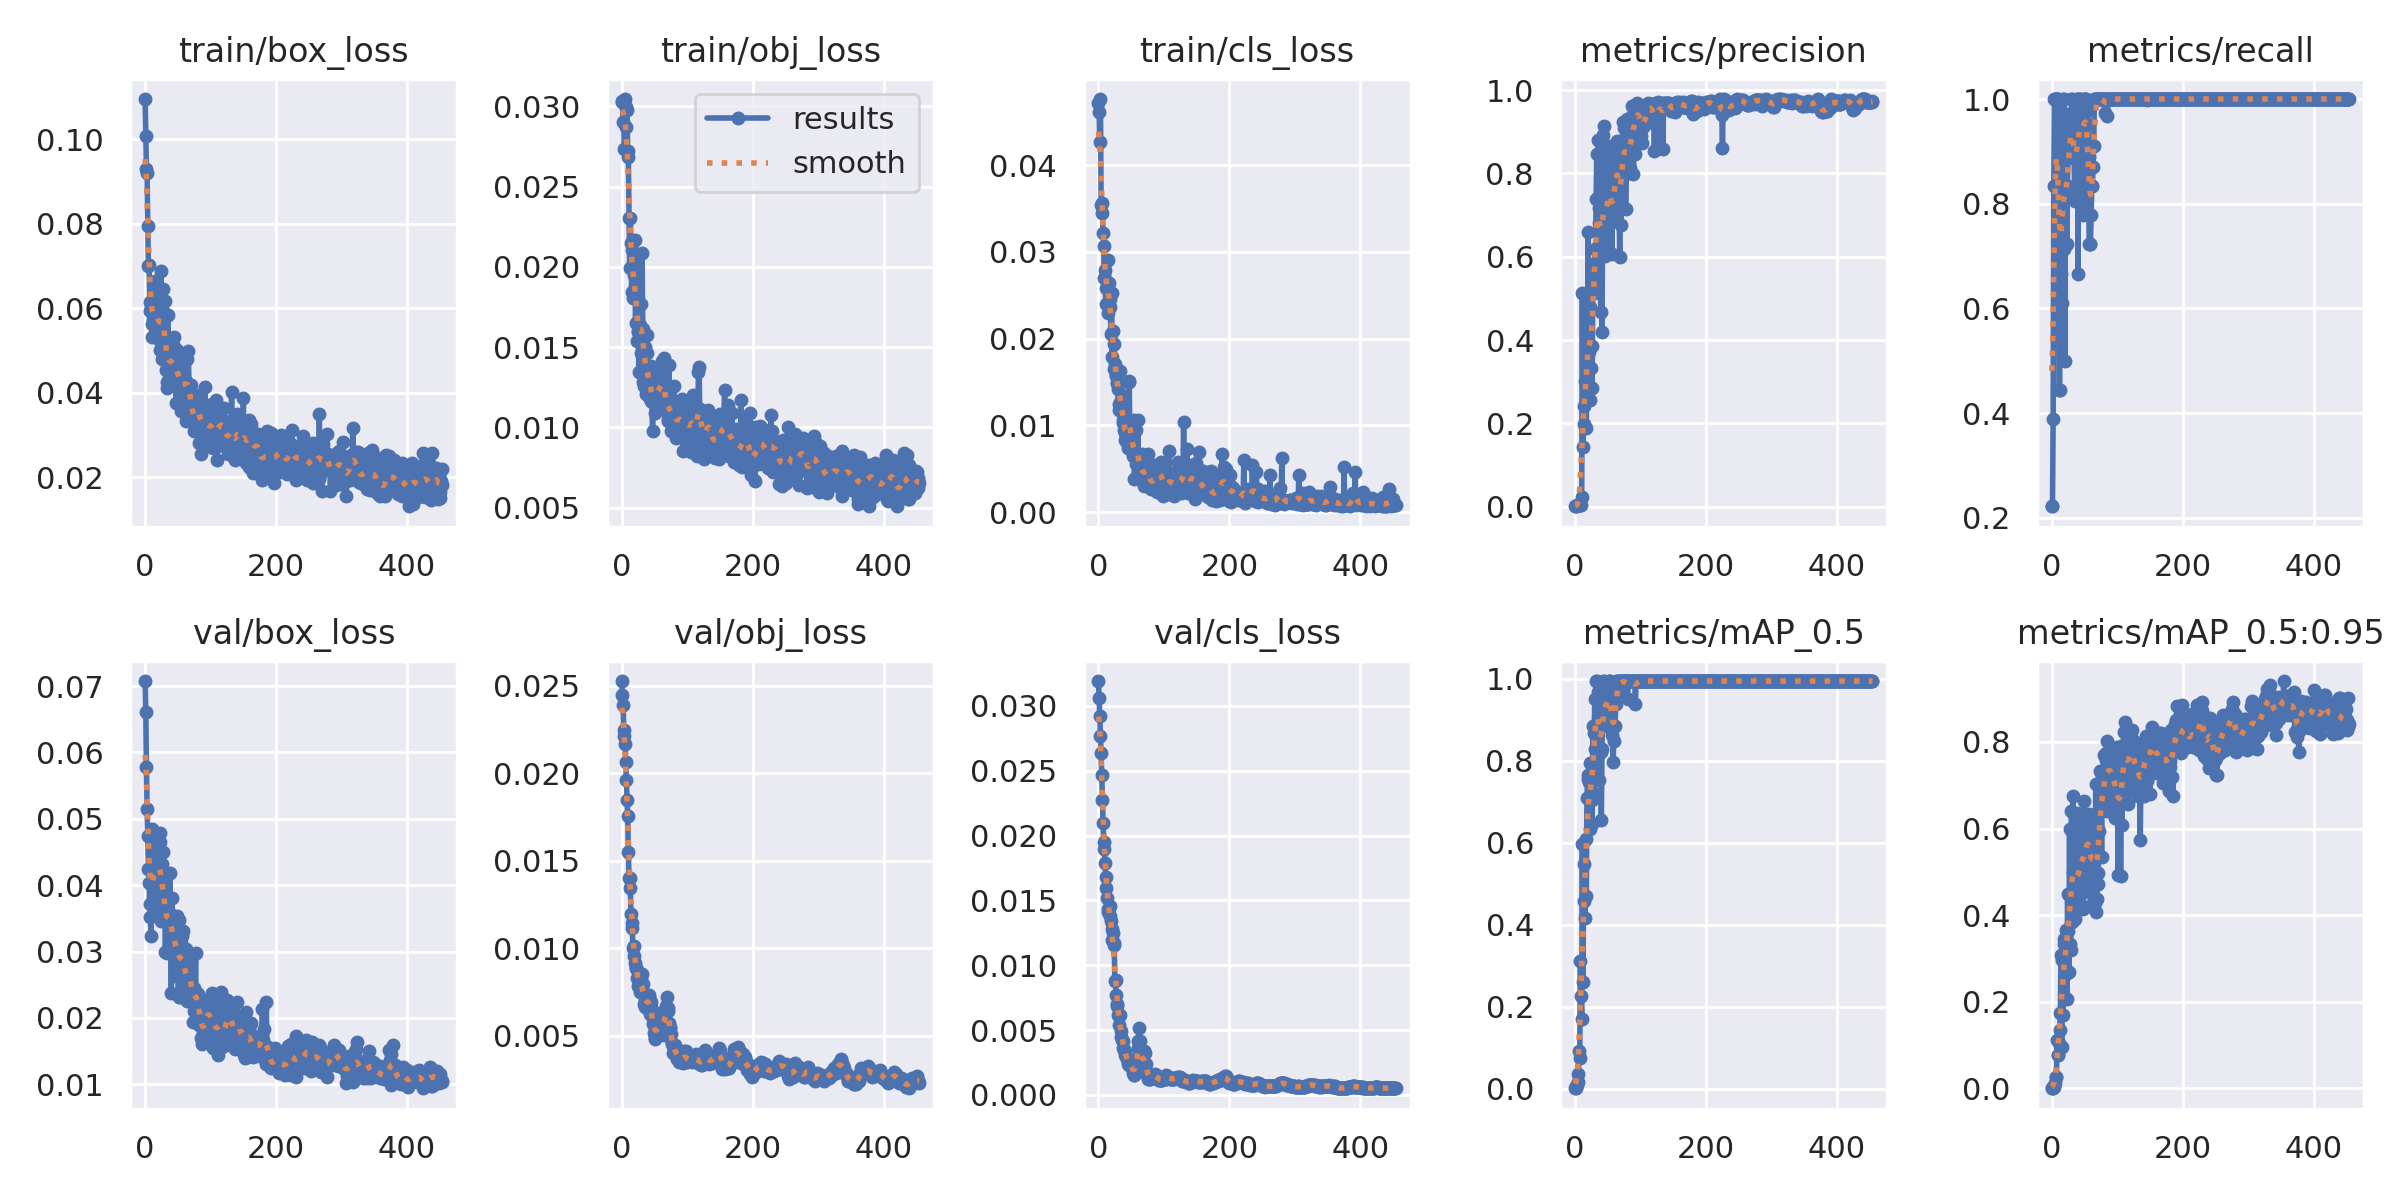 train/box_loss
train/obj_loss
train/cls_loss
metrics/precision
metrics/recall
0.10
0.08
0.06
0.04
0.02
0 200 400
0.030
0.025
0.020
0.015
0.010
0.005
0 200 400
results
smooth
0.04
0.03
0.02
0.01
0.00
0 200 400
1.0
0.8
0.6
0.4
0.2
0.0
0 200 400
1.0
0.8
0.6
0.4
0.2
0 200 400
val/box_loss
val/obj_loss
val/cls_loss
metrics/mAP_0.5
metrics/mAP_0.5:0.95
0.07
0.06
0.05
0.04
0.03
0.02
0.01
0 200 400
0.025
0.020
0.015
0.010
0.005
0 200 400
0.030
0.025
0.020
0.015
0.010
0.005
0.000
0 200 400
1.0
0.8
0.6
0.4
0.2
0.0
0 200 400
0.8
0.6
0.4
0.2
0.0
0 200 400